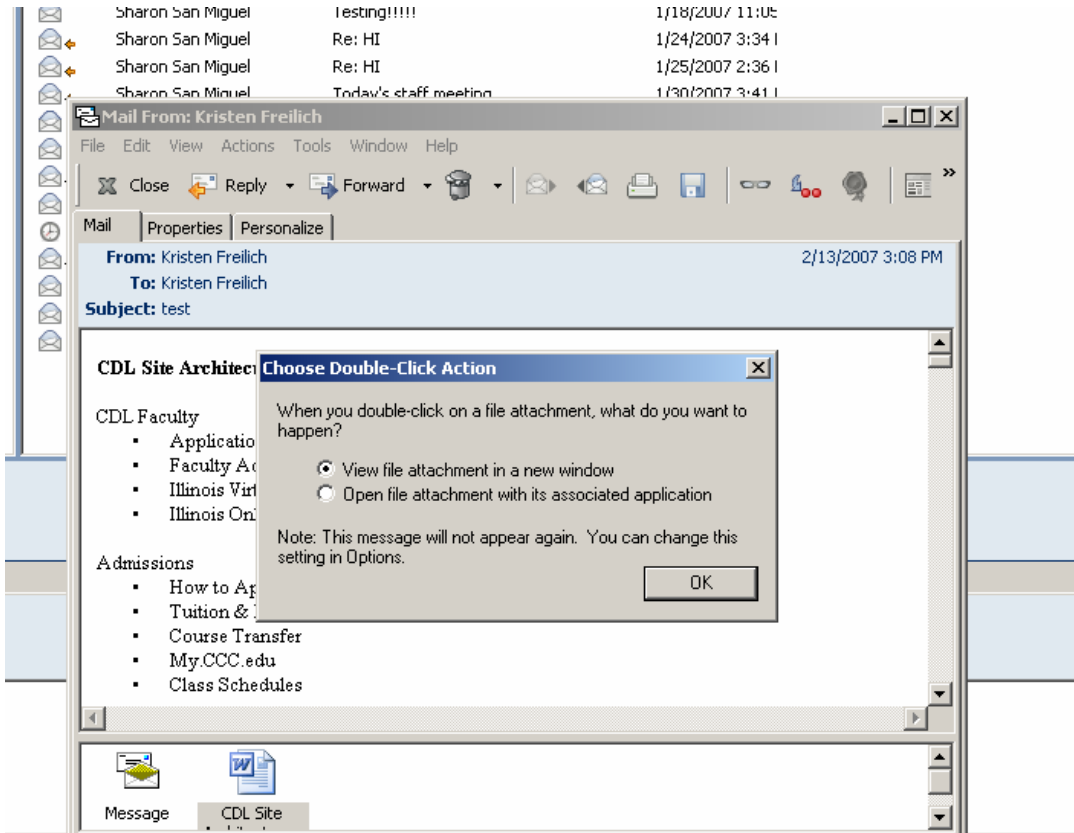 Sharon San Miguel Testing!!!!! 1/18/2007 11:05
Sharon San Miguel Re: HI 1/24/2007 3:34
Sharon San Miguel Re: HI 1/25/2007 2:36
Sharon San Miguel Today's staff meeting 1/30/2007 3:41
Mail From: Kristen Freilich
File Edit View Actions Tools Window Help
Close Reply Forward »
Mail Properties Personalize
From: Kristen Freilich 2/13/2007 3:08 PM
To: Kristen Freilich
Subject: test
CDL Site Architec
Choose Double-Click Action
When you double-click on a file attachment, what do you want to
happen?
View file attachment in a new window
Open file attachment with its associated application
Note: This message will not appear again. You can change this
setting in Options.
OK
CDL Faculty
▪ Applicatio
▪ Faculty A
▪ Illinois Virt
▪ Illinois Onl
Admissions
▪ How to Ap
▪ Tuition &
▪ Course Transfer
▪ My.CCC.edu
▪ Class Schedules
Message CDL Site